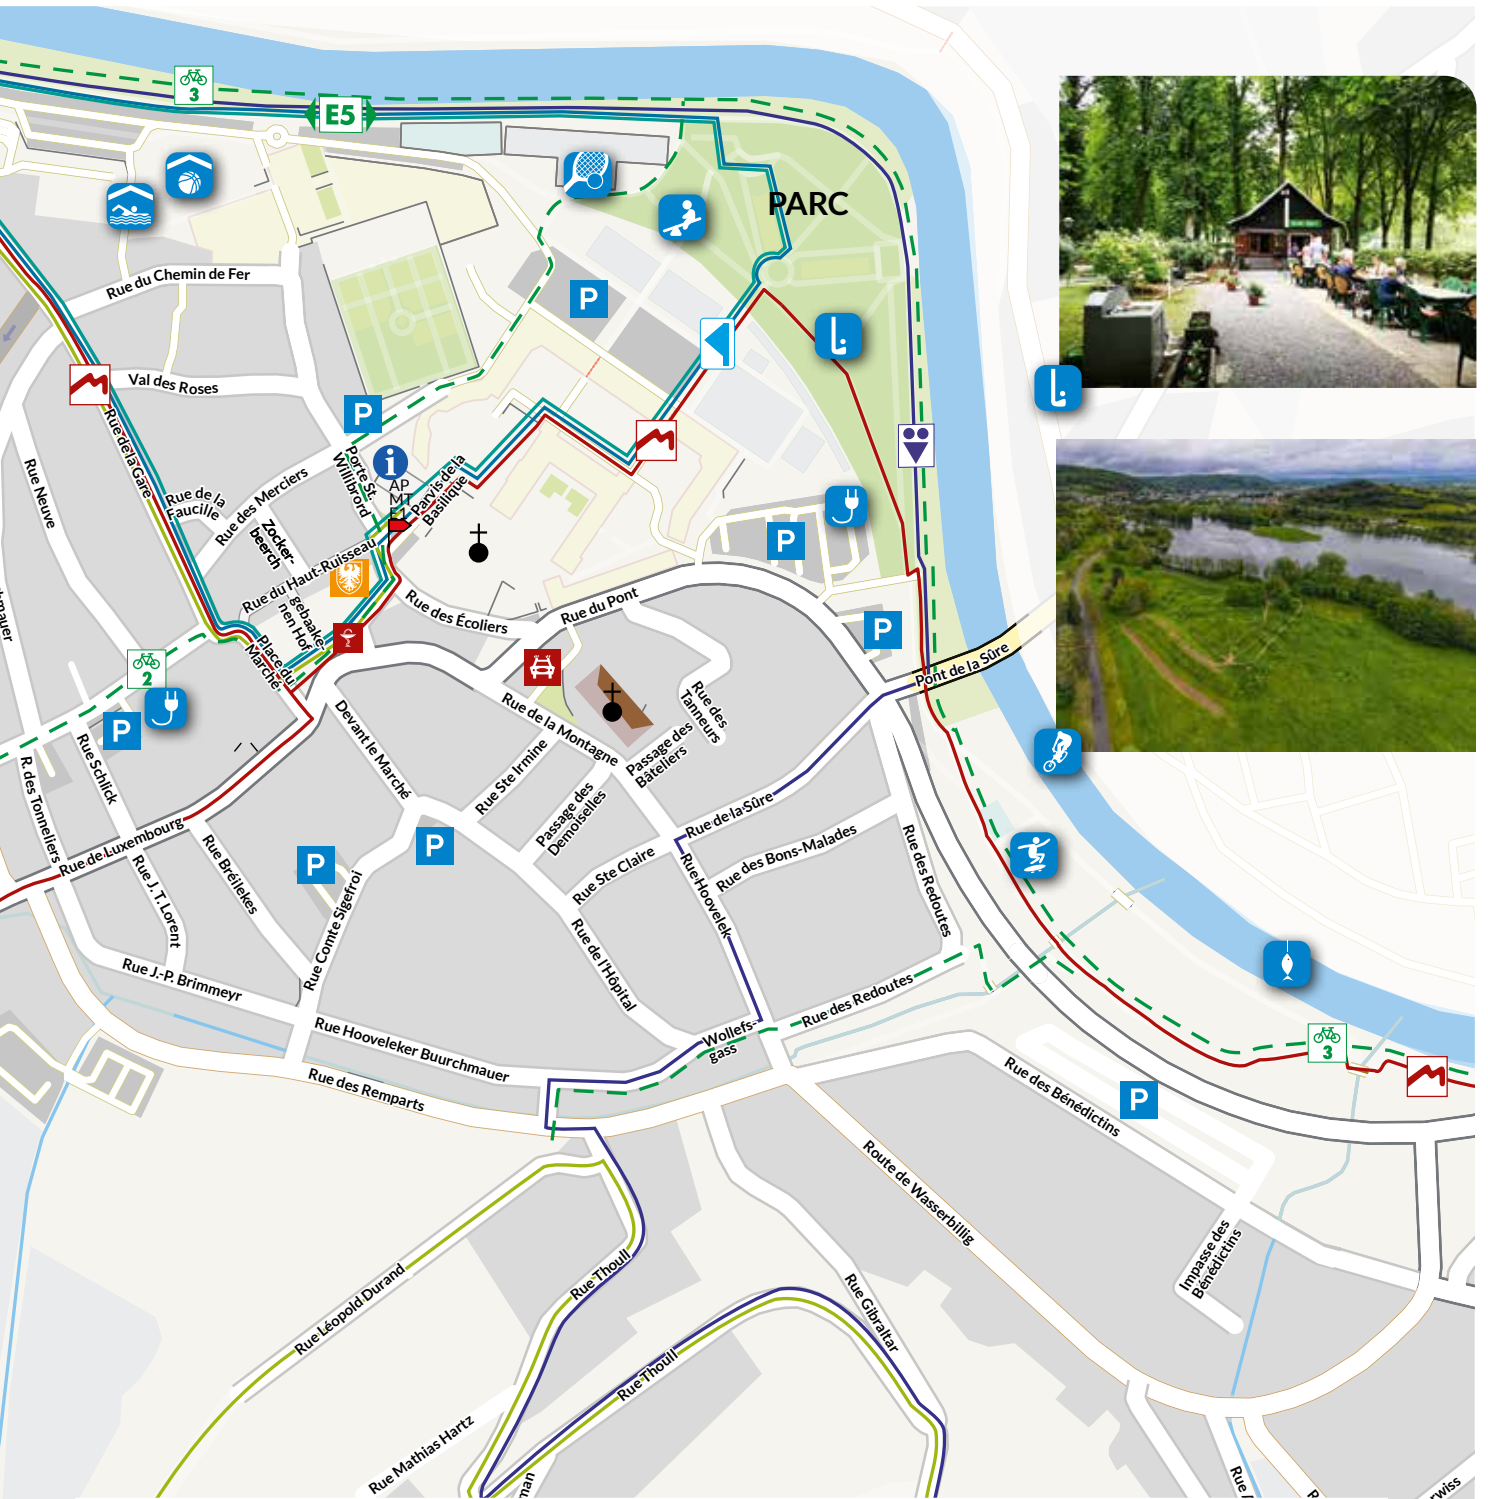 3
E5
PARC
Rue du Chemin de Fer
P
Val des Roses
P
Rue de la Gare
Rue Neuve
Porte St.
Willibrord
i
AP
MT
Parvis de la
Basilique
Rue de la
Faucille
Rue des Merciers
Zocker-
beerch
P
Rue du Haut-Ruisseau
gebaake-
nen Hof
Rue des Écoliers
Rue du Pont
P
Place du
Marché
2
Pont de la Sûre
P
Rue de la Montagne
Rue des
Tanneurs
Devant le Marché
Rue Ste Irmine
Passage des
Bâteliers
Rue Schlick
R. des Tonneliers
Passage des
Demoiselles
Rue de la Sûre
Rue de Luxembourg
P
P
Rue des Bons-Malades
Rue Ste Claire
Rue J. T. Lorent
Rue Bréilekes
Rue Comte Sigefroi
Rue Hoovelek
Rue des Redoutes
Rue de l'Hôpital
Rue J.-P. Brimmeyr
Rue des Redoutes
Wollefs-
gass
Rue Hooveleker Buurchmauer
3
Rue des Remparts
Rue des Bénédictins
P
Route de Wasserbillig
Impasse des
Bénédictins
Rue Thoull
Rue Léopold Durand
Rue Gibraltar
Rue Thoull
Rue Mathias Hartz